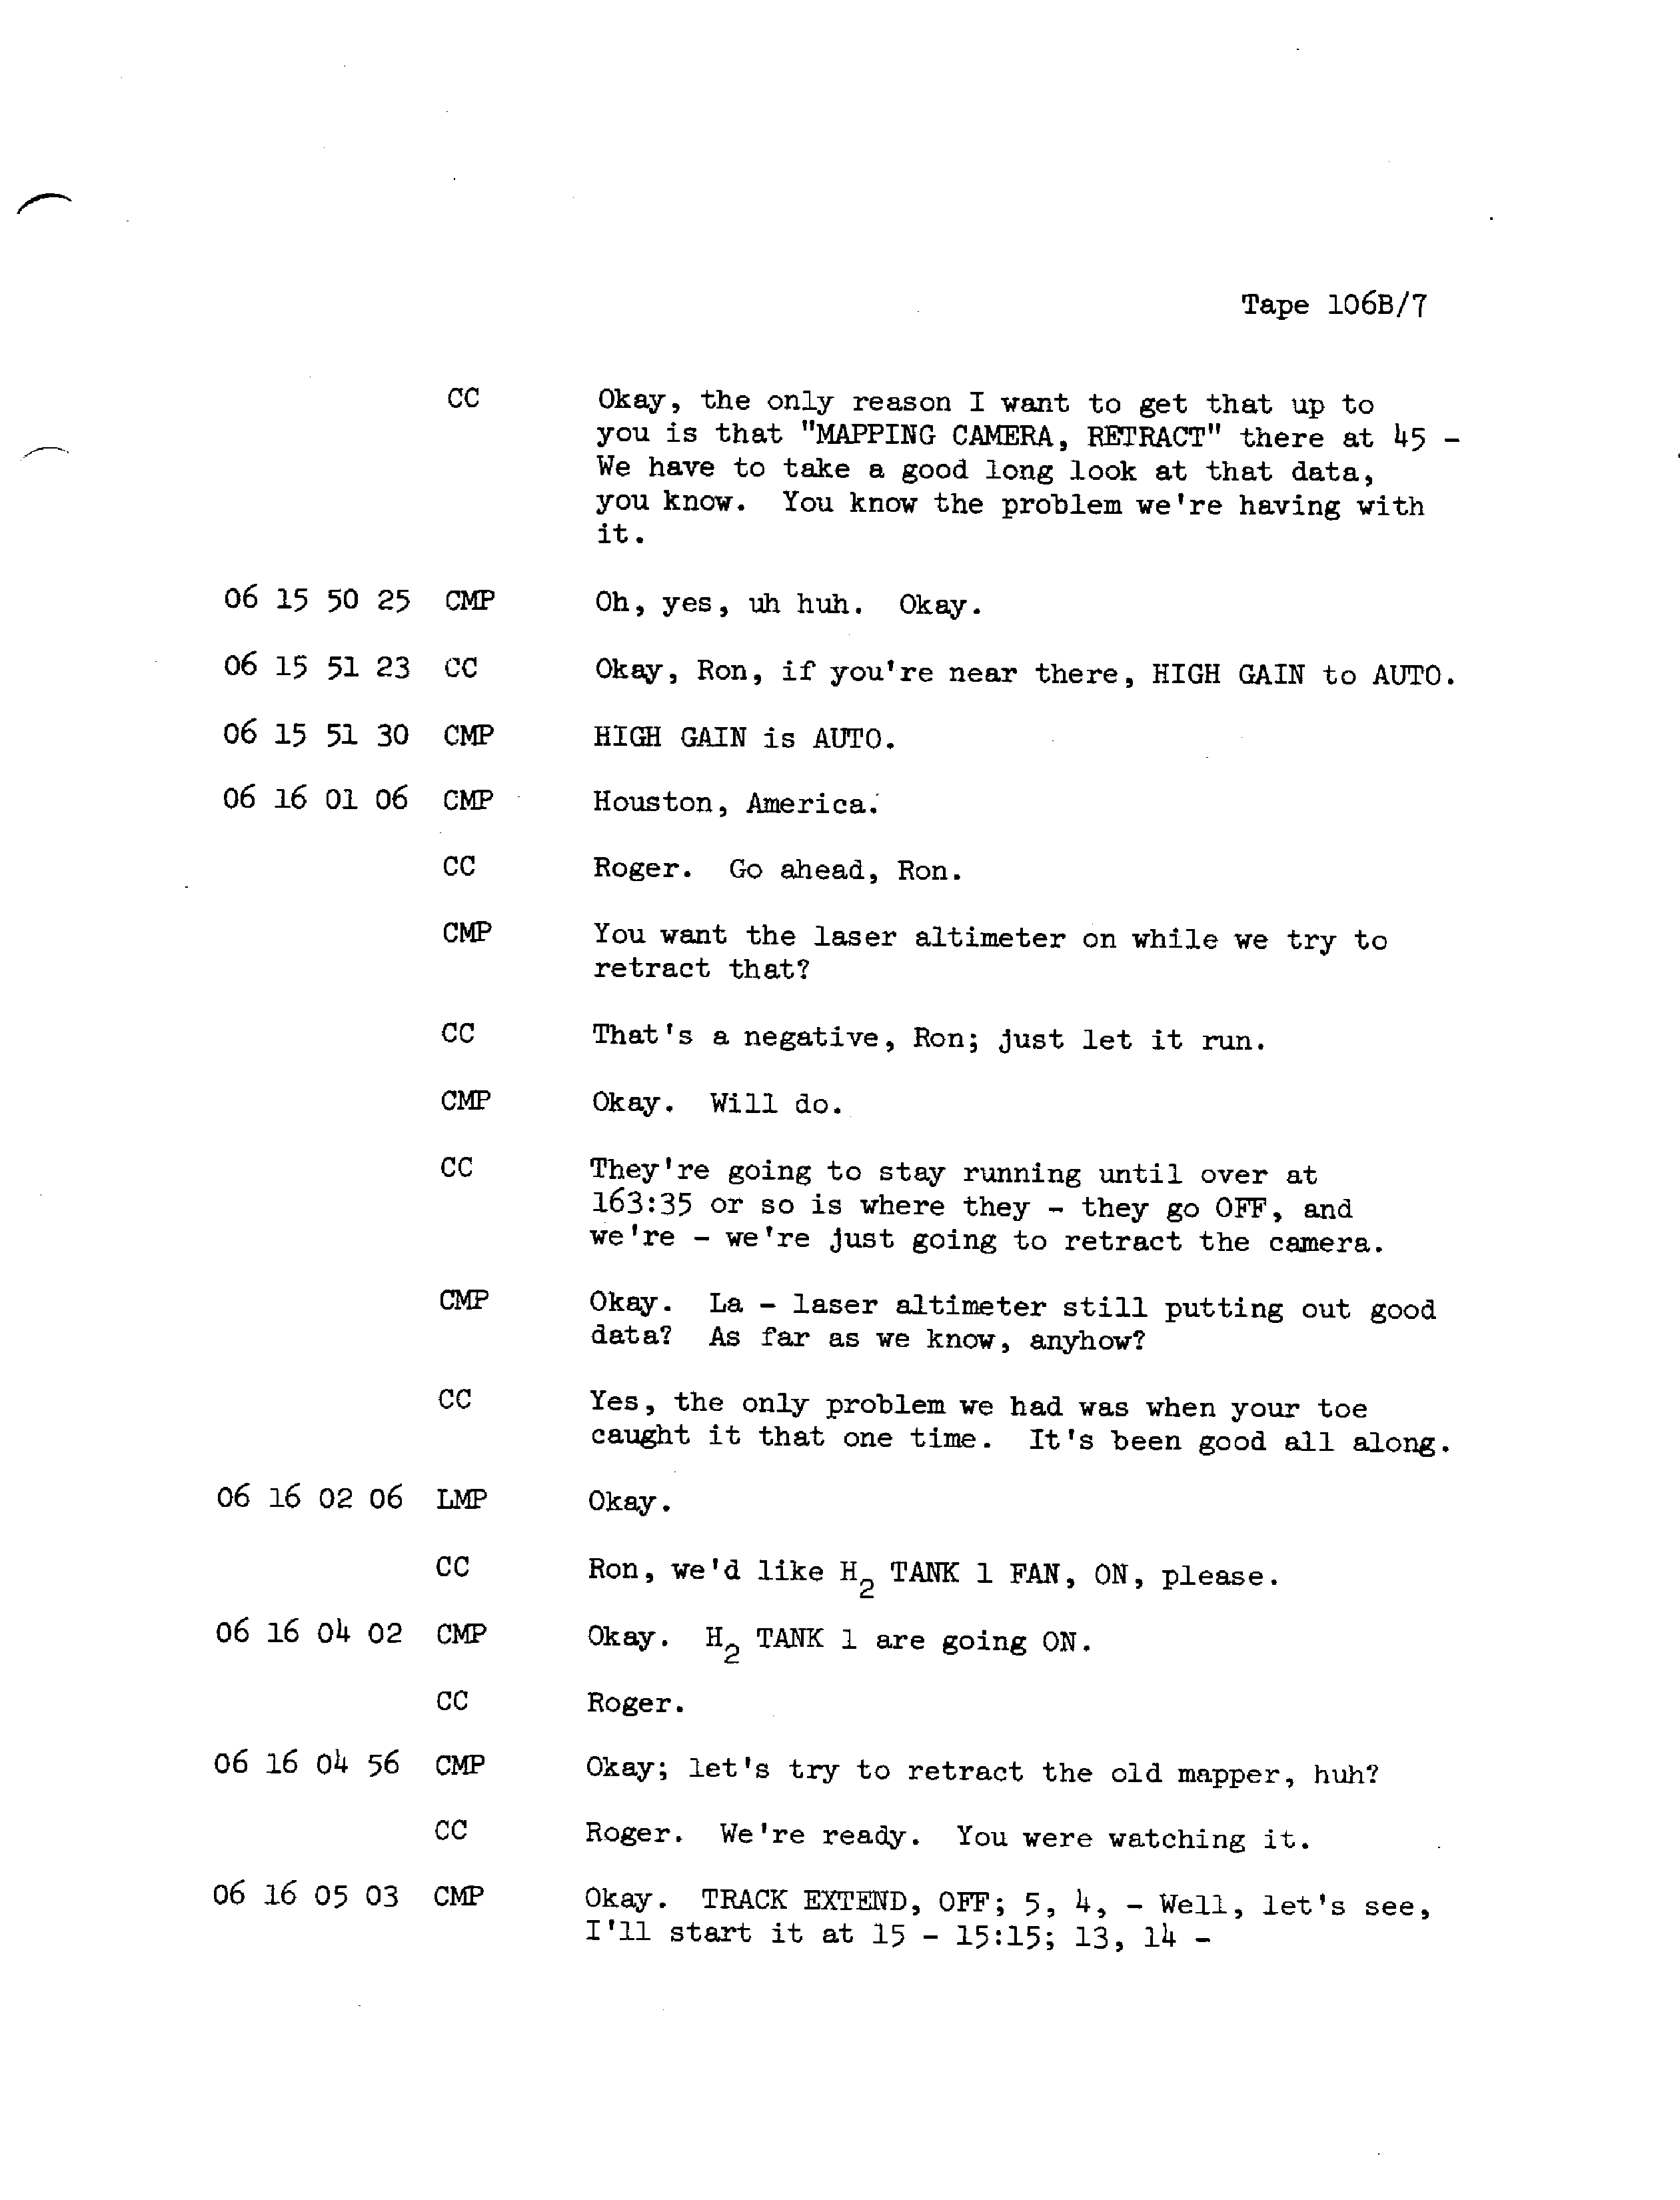 Tape 106B/7
CC Okay, the only reason I want to get that up to
you is that "MAPPING CAMERA, RETRACT" there at 45 -
We have to take a good long look at that data,
you know. You know the problem we're having with
it.
06 15 50 25 CMP Oh, yes, uh huh. Okay.
06 15 51 23 CC Okay, Ron, if you're near there, HIGH GAIN to AUTO.
06 15 51 30 CMP HIGH GAIN is AUTO.
06 16 01 06 CMP Houston, America.
CC Roger. Go ahead, Ron.
CMP You want the laser altimeter on while we try to
retract that?
CC That's a negative, Ron; just let it run.
CMP Okay. Will do.
CC They're going to stay running until over at
163:35 or so is where they - they go OFF, and
we're - we're just going to retract the camera.
CMP Okay. La - laser altimeter still putting out good
data? As far as we know, anyhow?
CC Yes, the only problem we had was when your toe
caught it that one time. It's been good all along.
06 16 02 06 LMP Okay.
CC Ron, we'd like H2 TANK 1 FAN, ON, please.
06 16 04 02 CMP Okay. H2 TANK 1 are going ON.
CC Roger.
06 16 04 56 CMP Okay; let's try to retract the old mapper, huh?
CC Roger. We're ready. You were watching it.
06 16 05 03 CMP Okay. TRACK EXTEND, OFF; 5, 4, - Well, let's see,
I'll start it at 15 - 15:15; 13, 14 -